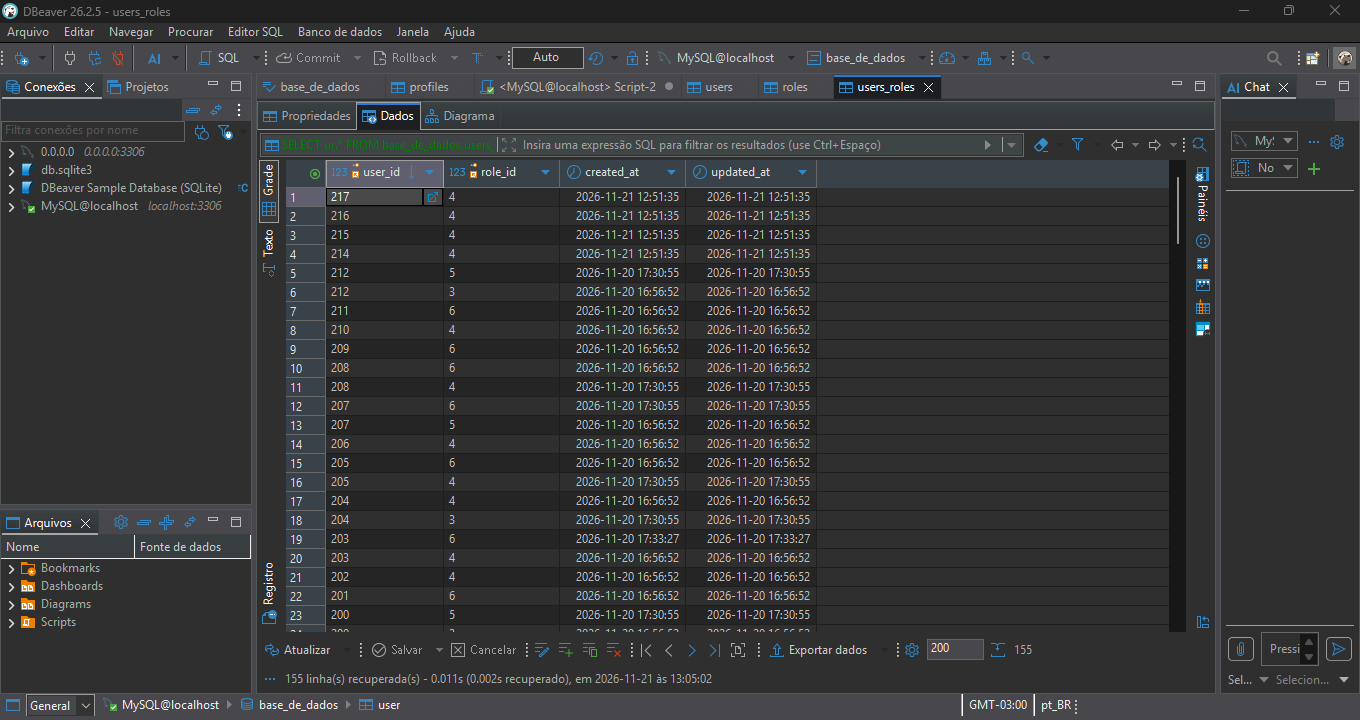 DBeaver 26.2.5 - users_roles
Arquivo Editar Navegar Procurar Editor SQL Banco de dados Janela Ajuda
AI SQL Commit Rollback T Auto MySQL@localhost base_de_dados
Conexões Projetos
Filtra conexões por nome
0.0.0.0 0.0.0.0:3306
db.sqlite3
DBeaver Sample Database (SQLite)
MySQL@localhost localhost:3306
Arquivos
Nome Fonte de dados
Bookmarks
Dashboards
Diagrams
Scripts
base_de_dados profiles <MySQL@localhost> Script-2 users roles users_roles
Propriedades Dados Diagrama
SELECT ur.* FROM base_de_dados.users_ Insira uma expressão SQL para filtrar os resultados (use Ctrl+Espaço)
Grade
Texto
Registro
123 user_id 123 role_id created_at updated_at
1 217 4 2026-11-21 12:51:35 2026-11-21 12:51:35
2 216 4 2026-11-21 12:51:35 2026-11-21 12:51:35
3 215 4 2026-11-21 12:51:35 2026-11-21 12:51:35
4 214 4 2026-11-21 12:51:35 2026-11-21 12:51:35
5 212 5 2026-11-20 17:30:55 2026-11-20 17:30:55
6 212 3 2026-11-20 16:56:52 2026-11-20 16:56:52
7 211 6 2026-11-20 16:56:52 2026-11-20 16:56:52
8 210 4 2026-11-20 16:56:52 2026-11-20 16:56:52
9 209 6 2026-11-20 16:56:52 2026-11-20 16:56:52
10 208 6 2026-11-20 16:56:52 2026-11-20 16:56:52
11 208 4 2026-11-20 17:30:55 2026-11-20 17:30:55
12 207 6 2026-11-20 17:30:55 2026-11-20 17:30:55
13 207 5 2026-11-20 16:56:52 2026-11-20 16:56:52
14 206 4 2026-11-20 16:56:52 2026-11-20 16:56:52
15 205 6 2026-11-20 16:56:52 2026-11-20 16:56:52
16 205 4 2026-11-20 17:30:55 2026-11-20 17:30:55
17 204 4 2026-11-20 16:56:52 2026-11-20 16:56:52
18 204 3 2026-11-20 17:30:55 2026-11-20 17:30:55
19 203 6 2026-11-20 17:33:27 2026-11-20 17:33:27
20 203 4 2026-11-20 16:56:52 2026-11-20 16:56:52
21 202 4 2026-11-20 16:56:52 2026-11-20 16:56:52
22 201 6 2026-11-20 16:56:52 2026-11-20 16:56:52
23 200 5 2026-11-20 17:30:55 2026-11-20 17:30:55
Painéis
Atualizar Salvar Cancelar Exportar dados 200 155
155 linha(s) recuperada(s) - 0.011s (0.002s recuperado), em 2026-11-21 às 13:05:02
AI Chat
My:
No
Pressi
Sel... Selecion...
General MySQL@localhost base_de_dados user GMT-03:00 pt_BR